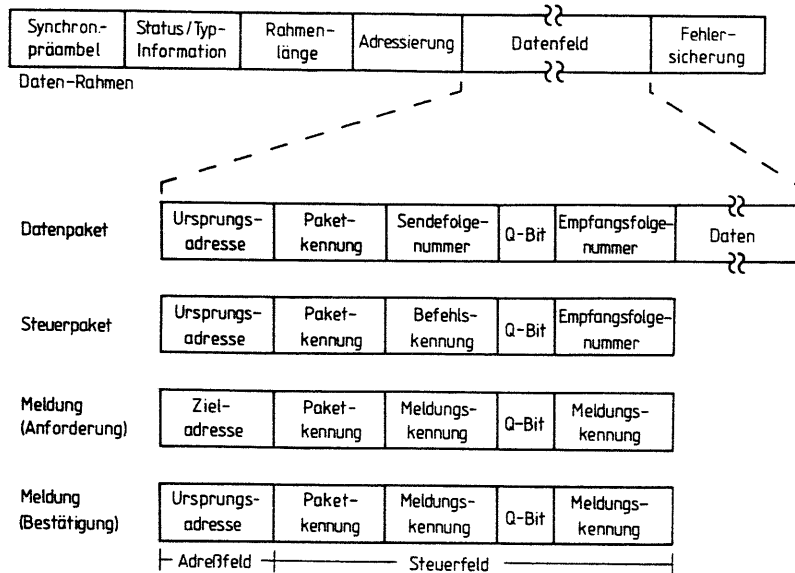 Synchron.- Status/Typ- Rahmen- Adressierung Datenfeld Fehler-
präambel Information länge sicherung
Daten-Rahmen
Datenpaket Ursprungs- Paket- Sendefolge- Q-Bit Empfangsfolge- Daten
adresse kennung nummer nummer
Steuerpaket Ursprungs- Paket- Befehls- Q-Bit Empfangsfolge-
adresse kennung kennung nummer
Meldung Ziel- Paket- Meldungs- Q-Bit Meldungs-
(Anforderung) adresse kennung kennung kennung
Meldung Ursprungs- Paket- Meldungs- Q-Bit Meldungs-
(Bestätigung) adresse kennung kennung kennung
Adreßfeld Steuerfeld